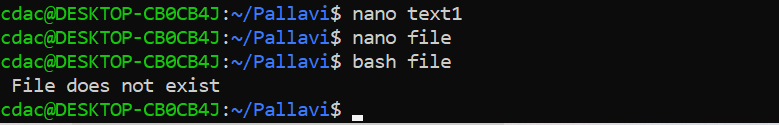 cdac@DESKTOP-CB0CB4J:~/Pallavi$ nano text1
cdac@DESKTOP-CB0CB4J:~/Pallavi$ nano file
cdac@DESKTOP-CB0CB4J:~/Pallavi$ bash file
 File does not exist
cdac@DESKTOP-CB0CB4J:~/Pallavi$